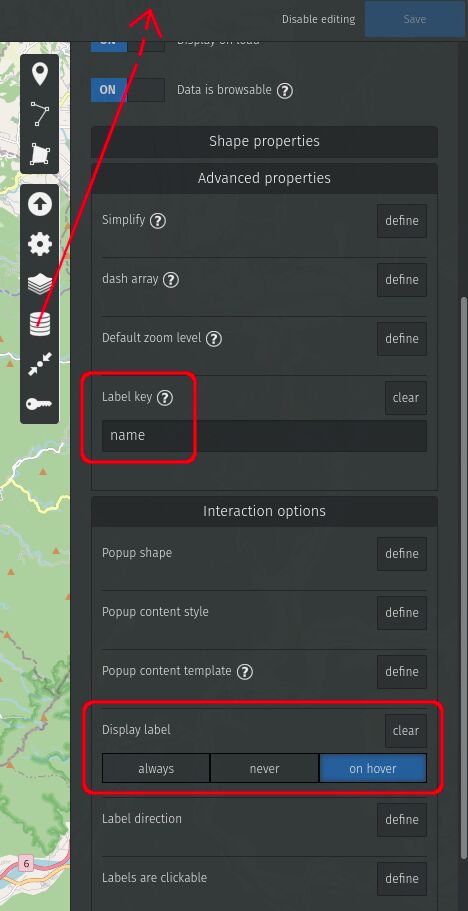 Disable editing
Save
ON
Display on load
ON
Data is browsable ?
Shape properties
Advanced properties
Simplify ?
define
dash array ?
define
Default zoom level ?
define
Label key ?
clear
name
Interaction options
Popup shape
define
Popup content style
define
Popup content template ?
define
Display label
clear
always never on hover
Label direction
define
6
Labels are clickable
define